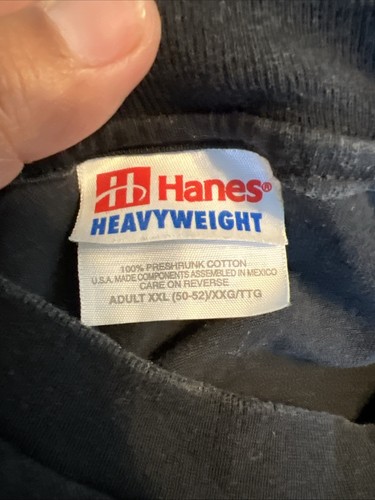 H Hanes®
HEAVYWEIGHT
100% PRESHRUNK COTTON
U.S.A. MADE COMPONENTS ASSEMBLED IN MEXICO
CARE ON REVERSE
ADULT XXL (50-52)/XXG/TTG